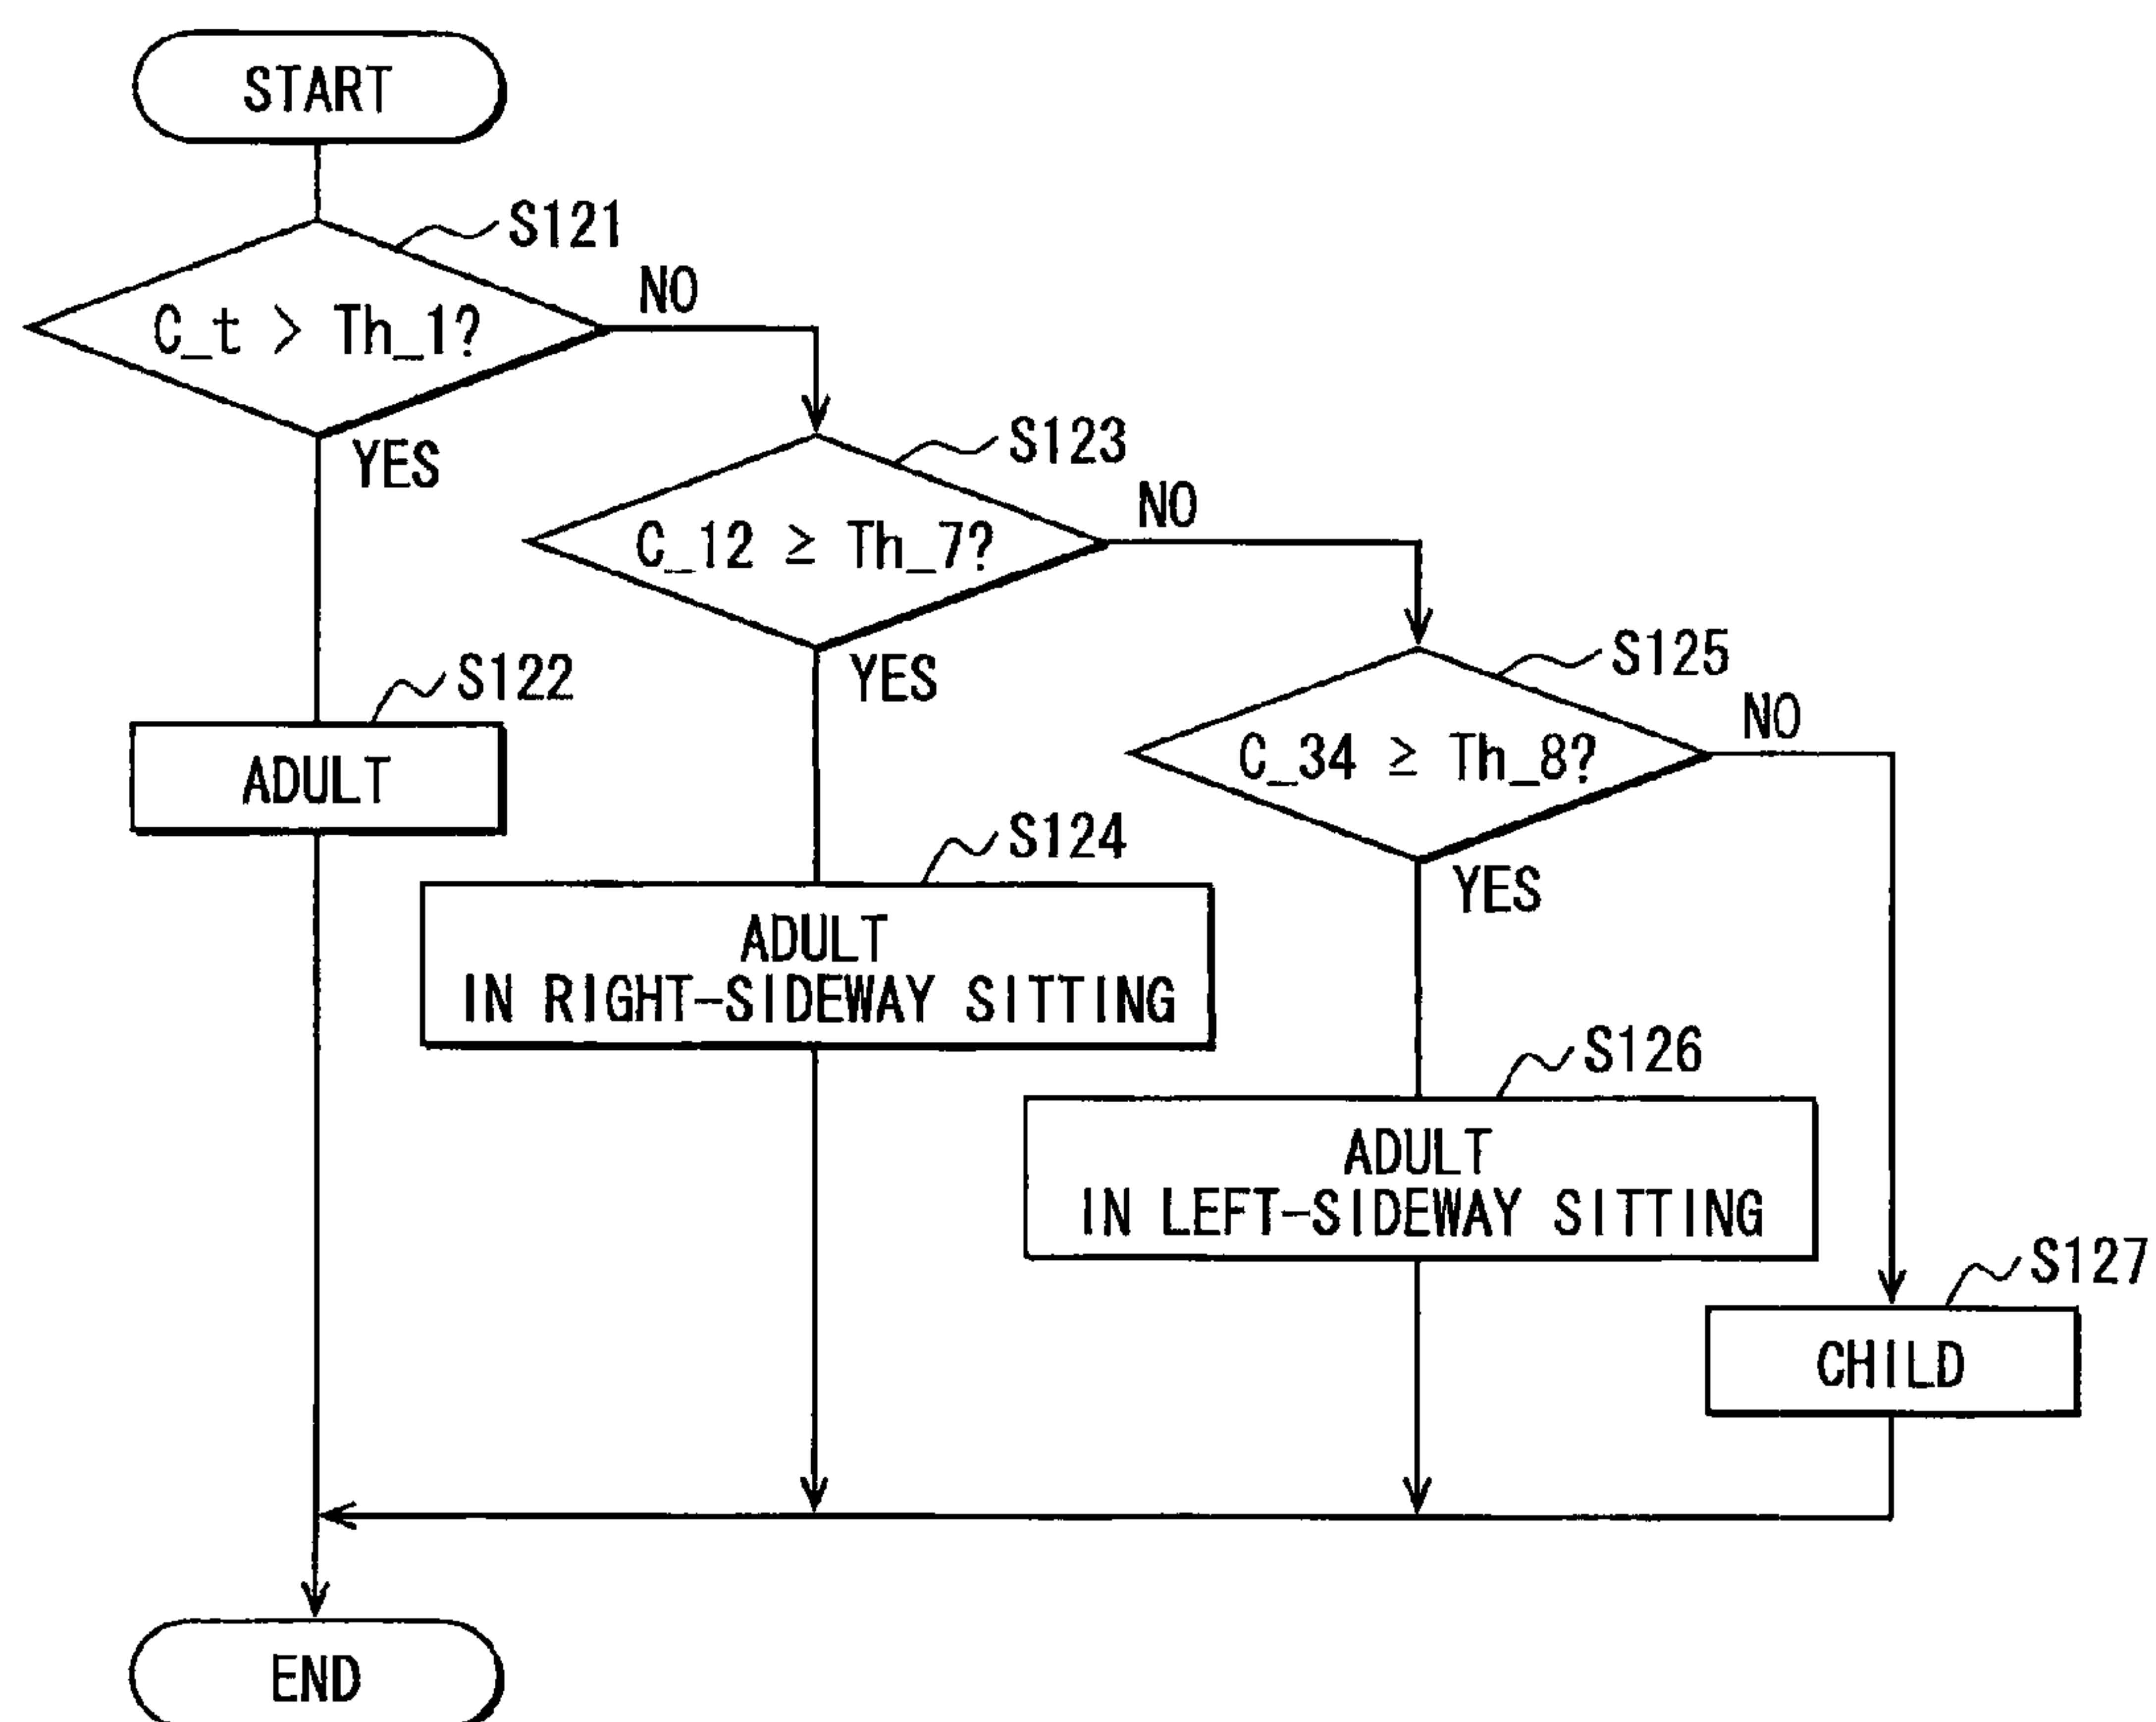 START
S121
C_t > Th_1?
NO
YES
S123
C_12 ≥ Th_7?
NO
YES
S122
ADULT
S125
C_34 ≥ Th_8?
NO
YES
S124
ADULT
IN RIGHT-SIDEWAY SITTING
S126
ADULT
IN LEFT-SIDEWAY SITTING
S127
CHILD
END